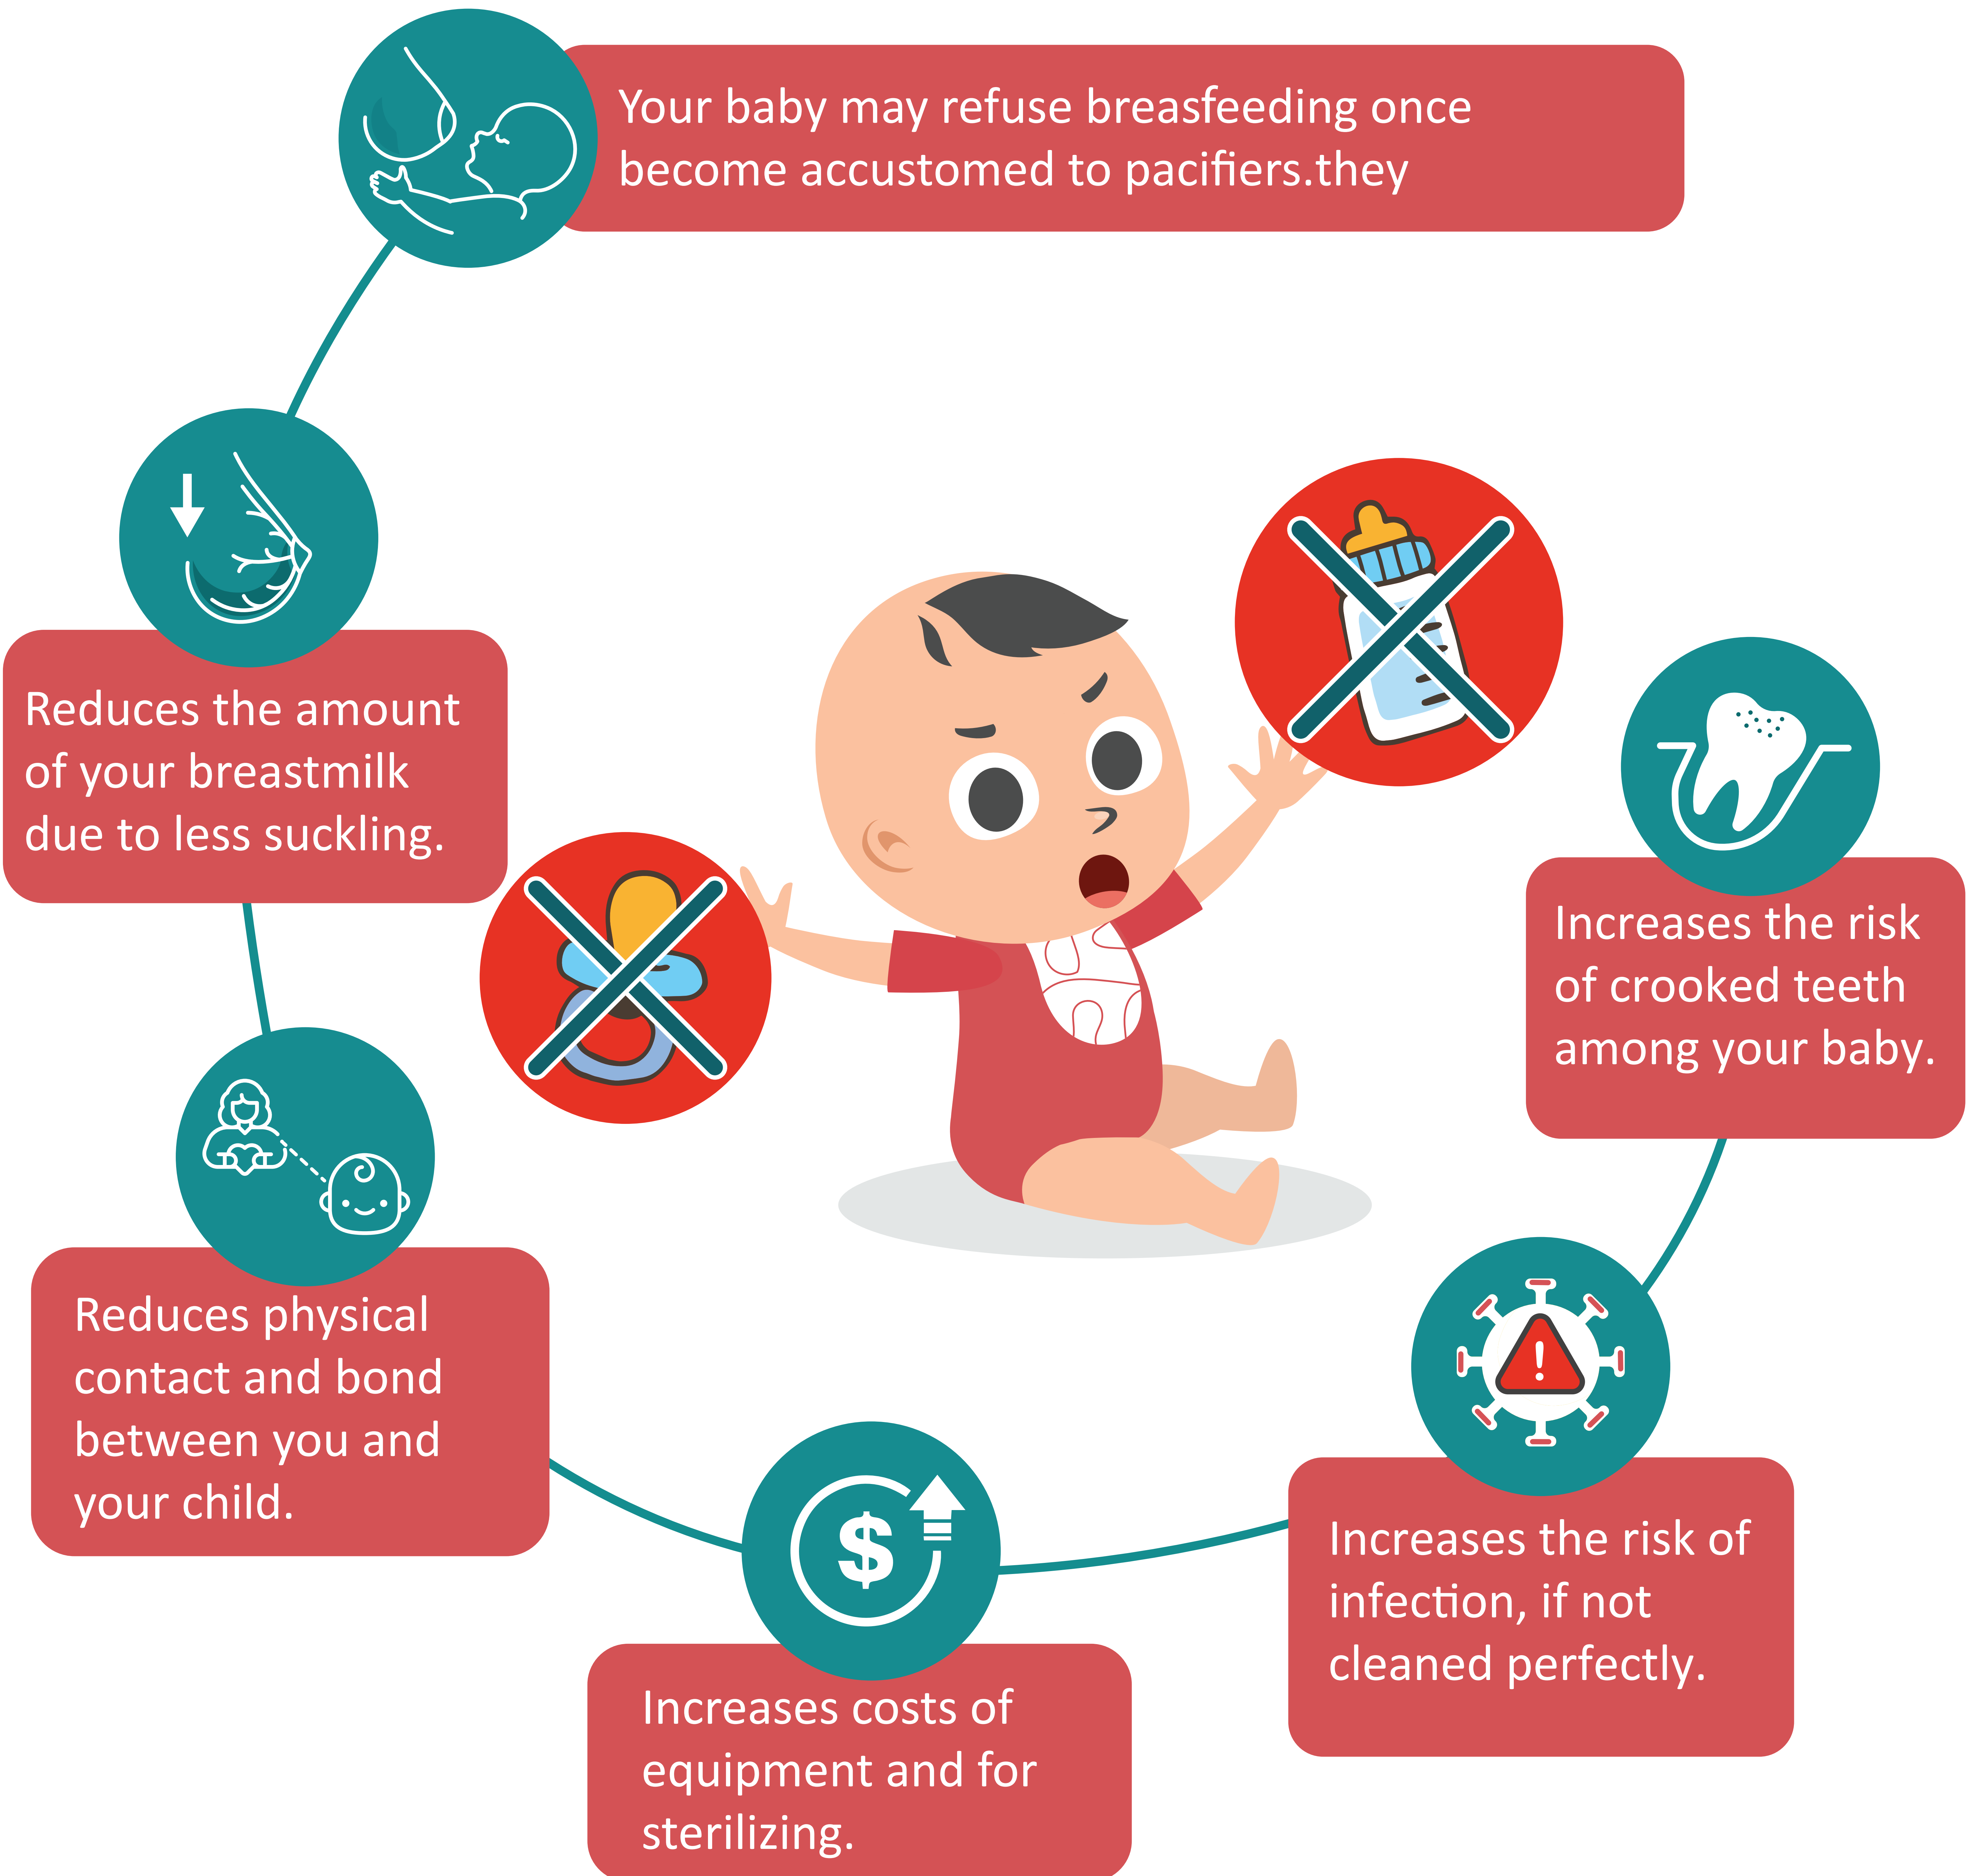 Your baby may refuse breasfeeding once
become accustomed to pacifiers.they
Reduces the amount
of your breastmilk
due to less suckling.
Reduces physical
contact and bond
between you and
your child.
$
Increases costs of
equipment and for
sterilizing.
!
Increases the risk of
infection, if not
cleaned perfectly.
Increases the risk
of crooked teeth
among your baby.